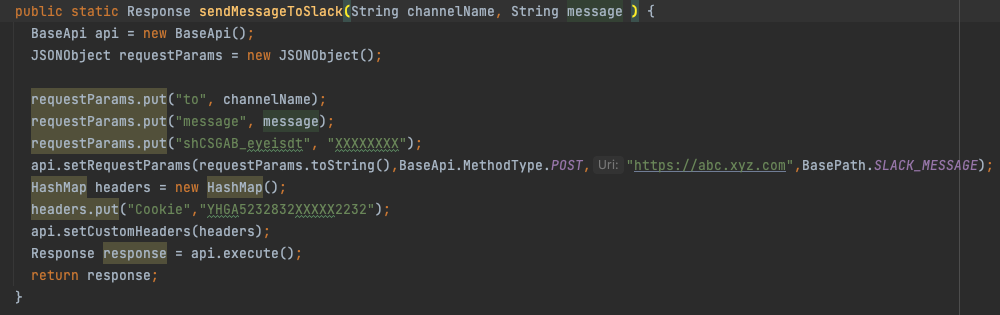 public static Response sendMessageToSlack(String channelName, String message ) {
BaseApi api = new BaseApi();
JSONObject requestParams = new JSONObject();
requestParams.put("to", channelName);
requestParams.put("message", message);
requestParams.put("shCSGAB_eyeisdt", "XXXXXXXX");
api.setRequestParams(requestParams.toString(),BaseApi.MethodType.POST, Uri: "https://abc.xyz.com",BasePath.SLACK_MESSAGE);
HashMap headers = new HashMap();
headers.put("Cookie","YHGA5232832XXXXX2232");
api.setCustomHeaders(headers);
Response response = api.execute();
return response;
}